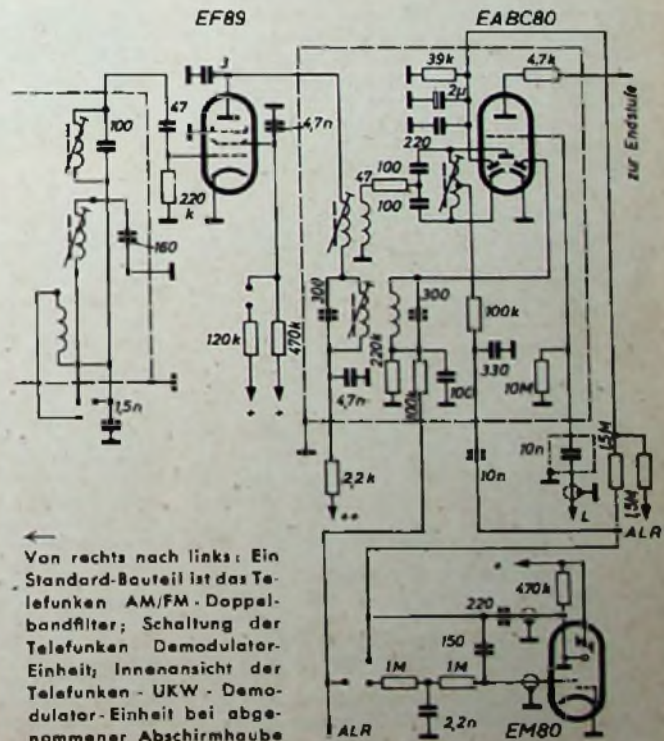 EF89
EABC80
3
39k
4,7k
2µ
zur Endstufe
100
47
4,7n
220
100
47
100
220
k
160
300
300
100k
120k
470k
220k
100k
330
10M
4,7n
100
1,5n
10n
10n
1,5M
1,5M
2,2k
+
+
++
L
ALR
←
Von rechts nach links: Ein
Standard-Bauteil ist das Te-
lefunken AM/FM-Doppel-
bandfilter; Schaltung der
Telefunken Demodulator-
Einheit; Innenansicht der
Telefunken-UKW-Demo-
dulator-Einheit bei abge-
nommener Abschirmhaube
+
470k
220
150
1M
1M
2,2n
ALR
EM80